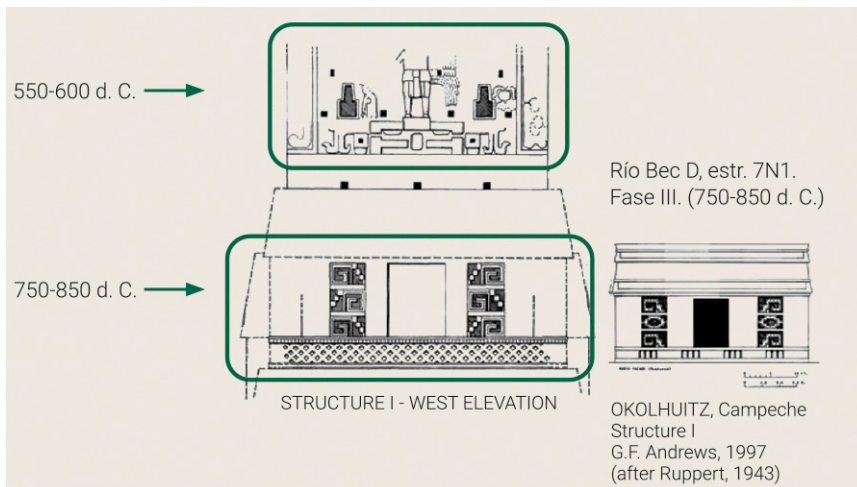 550-600 d. C.
750-850 d. C.
STRUCTURE I - WEST ELEVATION
Río Bec D, estr. 7N1.
Fase III. (750-850 d. C.)
OKOLHUITZ, Campeche
Structure I
G.F. Andrews, 1997
(after Ruppert, 1943)